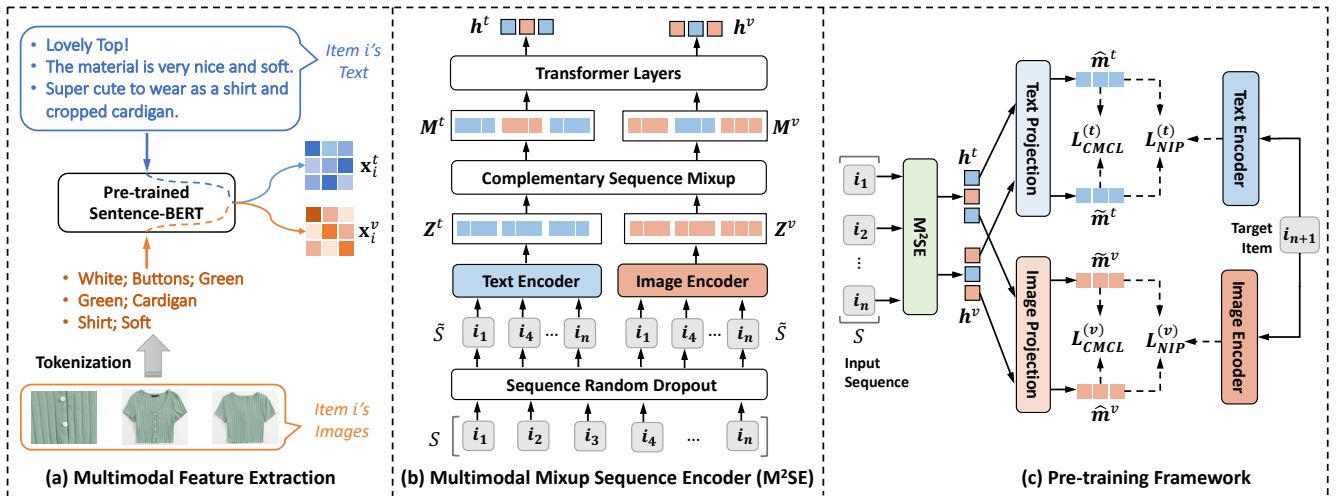 • Lovely Top!
• The material is very nice and soft.
• Super cute to wear as a shirt and
cropped cardigan.
Item i's
Text
Pre-trained
Sentence-BERT
x_i^t
x_i^v
• White; Buttons; Green
• Green; Cardigan
• Shirt; Soft
Tokenization
Item i's
Images
(a) Multimodal Feature Extraction
h^t
h^v
Transformer Layers
M^t
M^v
Complementary Sequence Mixup
Z^t
Z^v
Text Encoder
Image Encoder
S̃ i_1 i_4 ... i_n i_1 i_4 ... i_n S̃
Sequence Random Dropout
S i_1 i_2 i_3 i_4 ... i_n
(b) Multimodal Mixup Sequence Encoder (M²SE)
i_1
i_2
...
i_n
S
Input
Sequence
M²SE
h^t
h^v
Text Projection
Image Projection
m̂^t
L_CMCL^(t) L_NIP^(t)
m̃^t
m̃^v
L_CMCL^(v) L_NIP^(v)
m̂^v
Text Encoder
Target
Item
i_n+1
Image Encoder
(c) Pre-training Framework